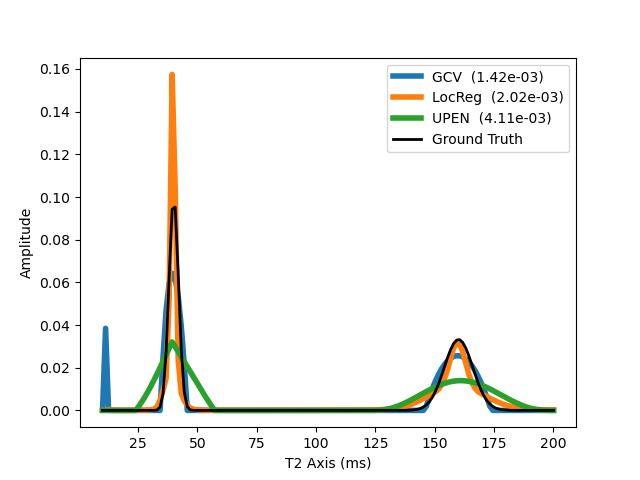 GCV (1.42e-03)
LocReg (2.02e-03)
UPEN (4.11e-03)
Ground Truth
0.16
0.14
0.12
0.10
0.08
0.06
0.04
0.02
0.00
Amplitude
25
50
75
100
125
150
175
200
T2 Axis (ms)